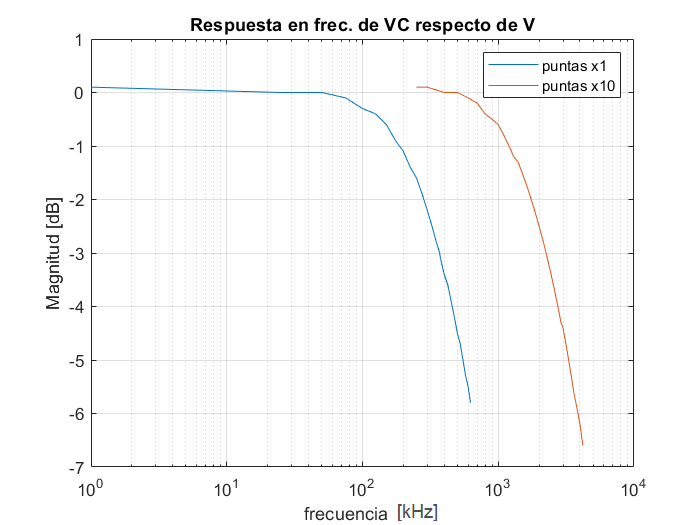 Respuesta en frec. de VC respecto de V
1
0
-1
-2
-3
-4
-5
-6
-7
Magnitud [dB]
puntas x1
puntas x10
10^0
10^1
10^2
10^3
10^4
frecuencia [kHz]